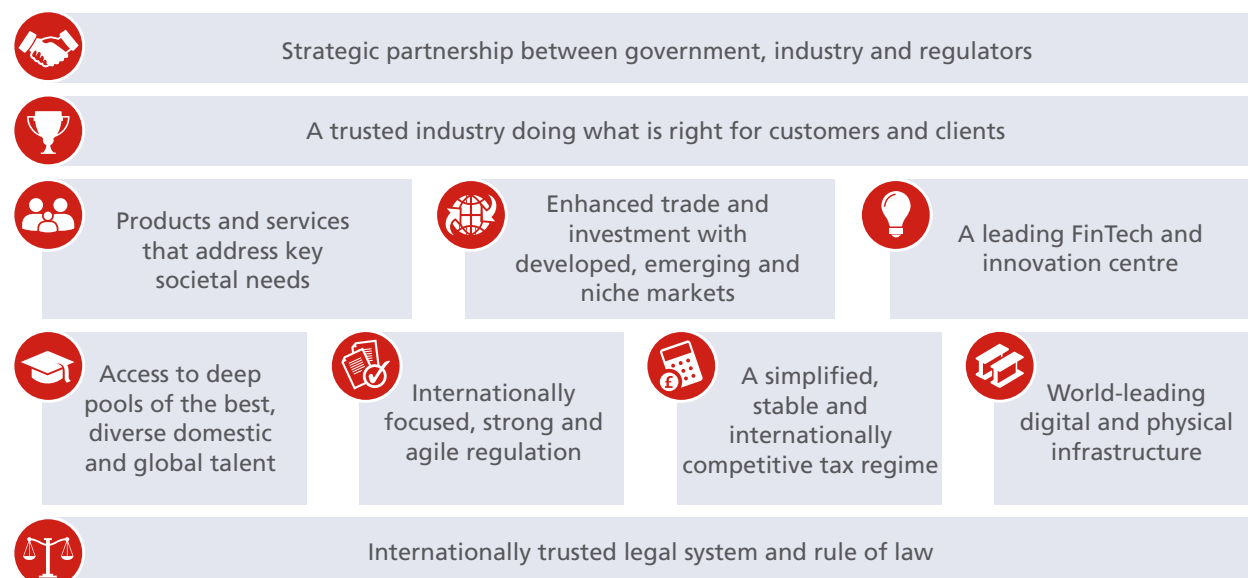 Strategic partnership between government, industry and regulators
A trusted industry doing what is right for customers and clients
Products and services
that address key
societal needs
Enhanced trade and
investment with
developed, emerging and
niche markets
A leading FinTech and
innovation centre
Access to deep
pools of the best,
diverse domestic
and global talent
Internationally
focused, strong and
agile regulation
£
A simplified,
stable and
internationally
competitive tax regime
World-leading
digital and physical
infrastructure
Internationally trusted legal system and rule of law